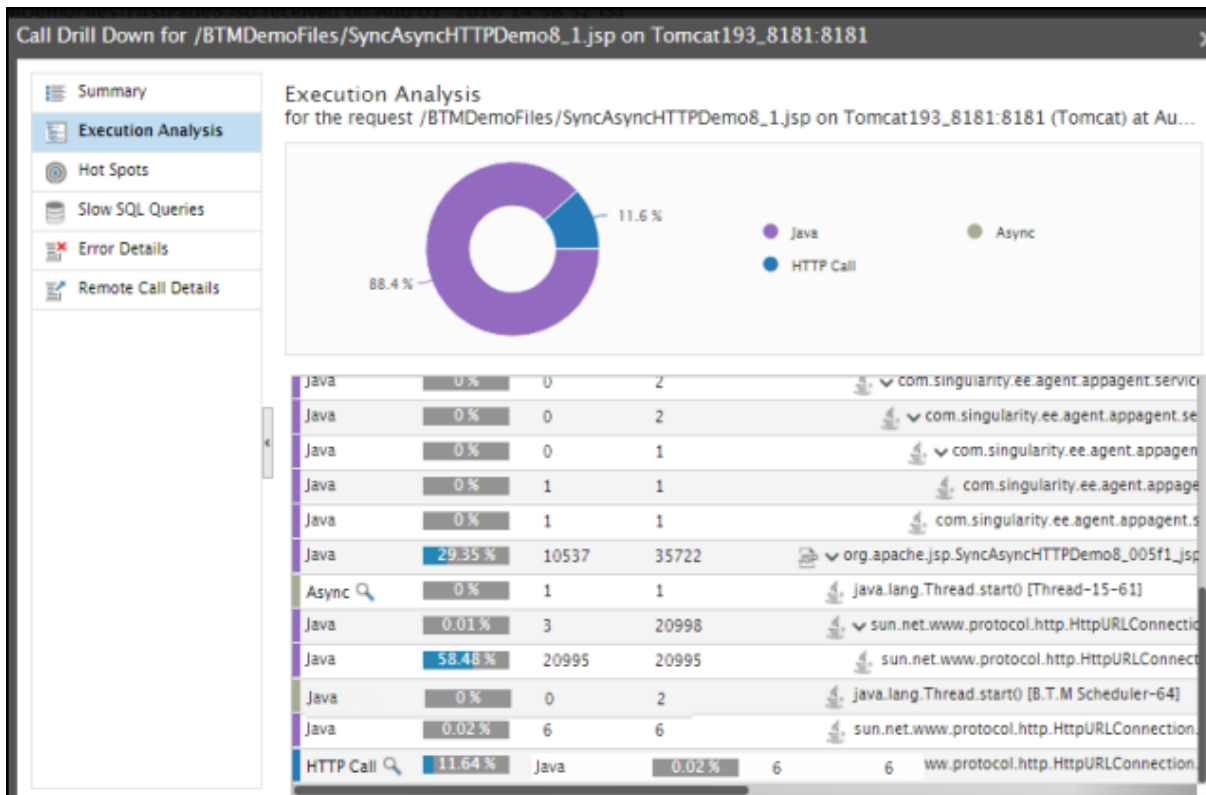 Call Drill Down for /BTMDemoFiles/SyncAsyncHTTPDemo8_1.jsp on Tomcat193_8181:8181
Summary
Execution Analysis
Hot Spots
Slow SQL Queries
Error Details
Remote Call Details
Execution Analysis
for the request /BTMDemoFiles/SyncAsyncHTTPDemo8_1.jsp on Tomcat193_8181:8181 (Tomcat) at Au...
11.6 %
88.4 %
Java
Async
HTTP Call
Java 0 % 0 2 com.singularity.ee.agent.appagent.servic
Java 0 % 0 2 com.singularity.ee.agent.appagent.se
Java 0 % 0 1 com.singularity.ee.agent.appagen
Java 0 % 1 1 com.singularity.ee.agent.appage
Java 0 % 1 1 com.singularity.ee.agent.appagent.s
Java 29.35 % 10537 35722 org.apache.jsp.SyncAsyncHTTPDemo8_005f1_jsp
Async 0 % 1 1 java.lang.Thread.start() [Thread-15-61]
Java 0.01 % 3 20998 sun.net.www.protocol.http.HttpURLConnectio
Java 58.48 % 20995 20995 sun.net.www.protocol.http.HttpURLConnect
Java 0 % 0 2 java.lang.Thread.start() [B.T.M Scheduler-64]
Java 0.02 % 6 6 sun.net.www.protocol.http.HttpURLConnection.
HTTP Call 11.64 % Java 0.02 % 6 6 ww.protocol.http.HttpURLConnection.